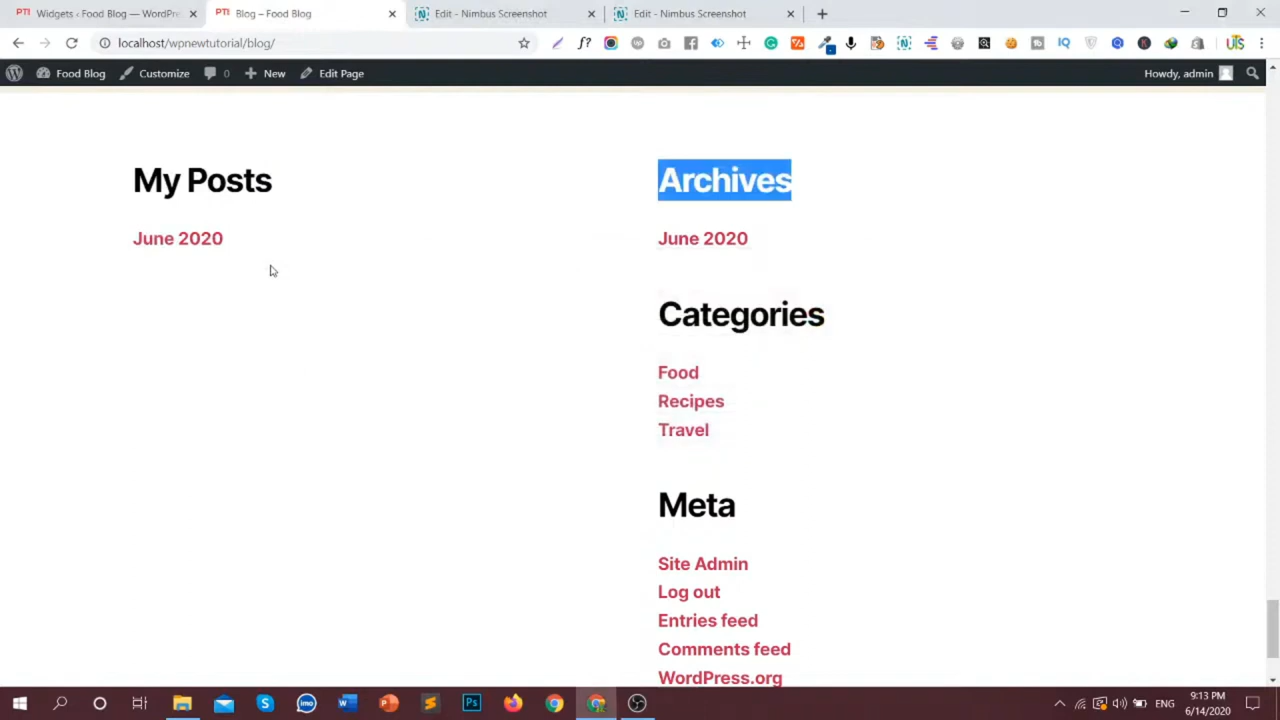 Widgets ‹ Food Blog — WordPre
Blog – Food Blog
Edit - Nimbus Screenshot
Edit - Nimbus Screenshot
localhost/wpnewtutorial/blog/
Food Blog
Customize
0
New
Edit Page
Howdy, admin
My Posts
June 2020
Archives
June 2020
Categories
Food
Recipes
Travel
Meta
Site Admin
Log out
Entries feed
Comments feed
WordPress.org
ENG
9:13 PM
6/14/2020